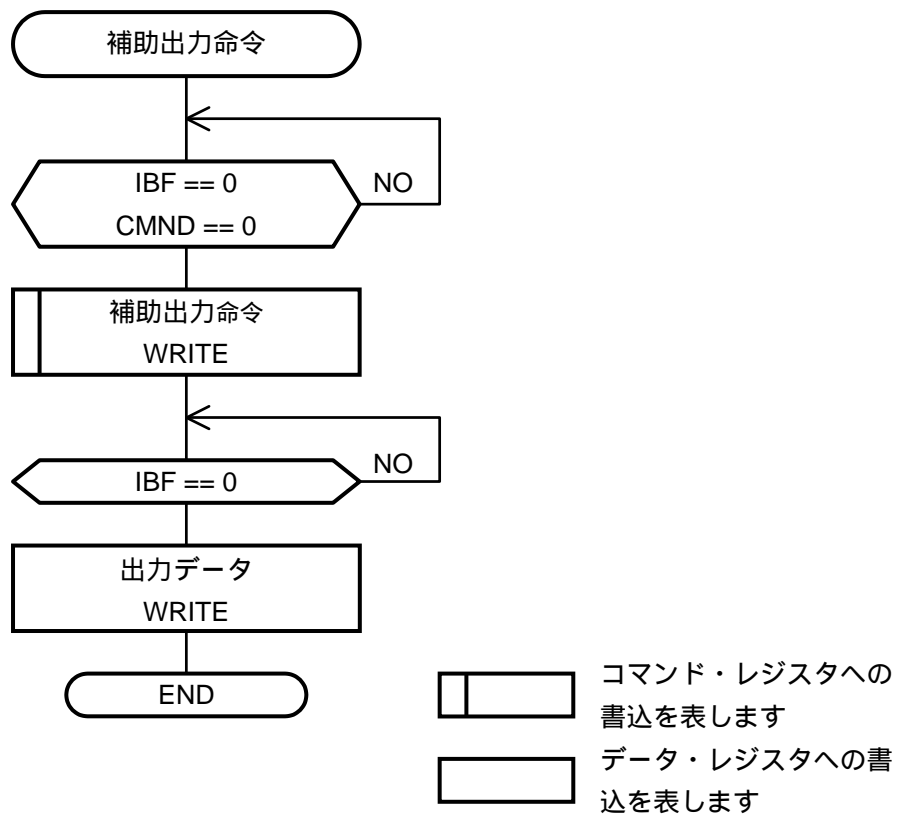 補助出力命令
IBF == 0
NO
CMND == 0
補助出力命令
WRITE
NO
IBF == 0
出力データ
WRITE
END
コマンド・レジスタへの
書込を表します
データ・レジスタへの書
込を表します